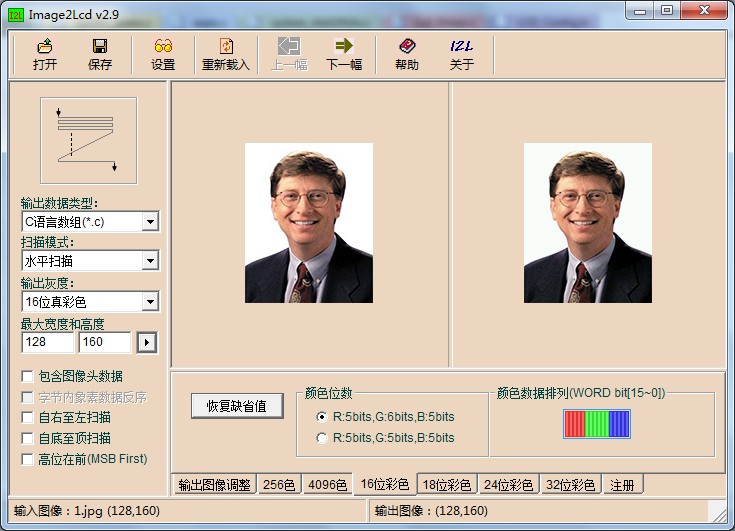 Image2Lcd v2.9
I2L
打开 保存 设置 重新载入 上一幅 下一幅 帮助 关于
输出数据类型:
C语言数组(*.c)
扫描模式:
水平扫描
输出灰度:
16位真彩色
最大宽度和高度
128 160
包含图像头数据
字节内象素数据反序
自右至左扫描
自底至顶扫描
高位在前(MSB First)
恢复缺省值
颜色位数
R:5bits,G:6bits,B:5bits
R:5bits,G:5bits,B:5bits
颜色数据排列(WORD bit[15~0])
输出图像调整 256色 4096色 16位彩色 18位彩色 24位彩色 32位彩色 注册
输入图像:1.jpg (128,160) 输出图像:(128,160)